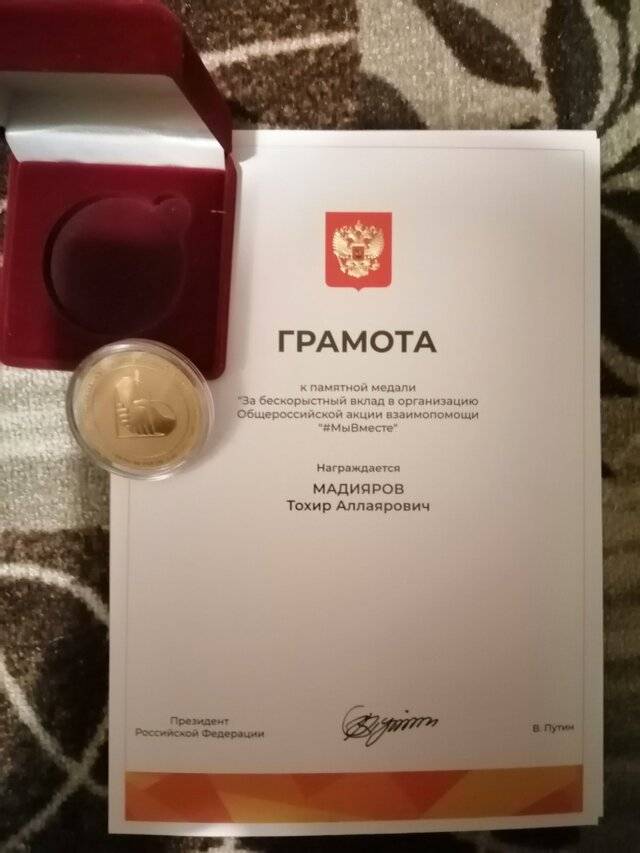 ГРАМОТА
к памятной медали
"За бескорыстный вклад в организацию
Общероссийской акции взаимопомощи
"#МыВместе"
Награждается
МАДИЯРОВ
Тохир Аллаярович
Президент
Российской Федерации
В. Путин